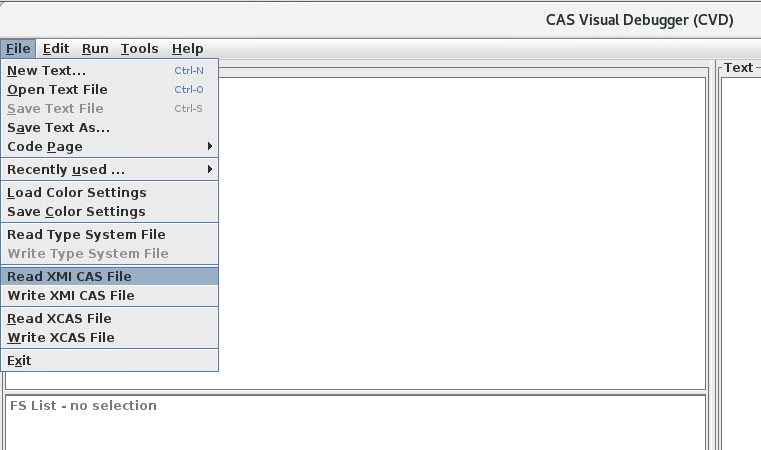 CAS Visual Debugger (CVD)
File Edit Run Tools Help
New Text... Ctrl-N
Open Text File Ctrl-O
Save Text File Ctrl-S
Save Text As...
Code Page
Recently used ...
Load Color Settings
Save Color Settings
Read Type System File
Write Type System File
Read XMI CAS File
Write XMI CAS File
Read XCAS File
Write XCAS File
Exit
FS List - no selection
Text